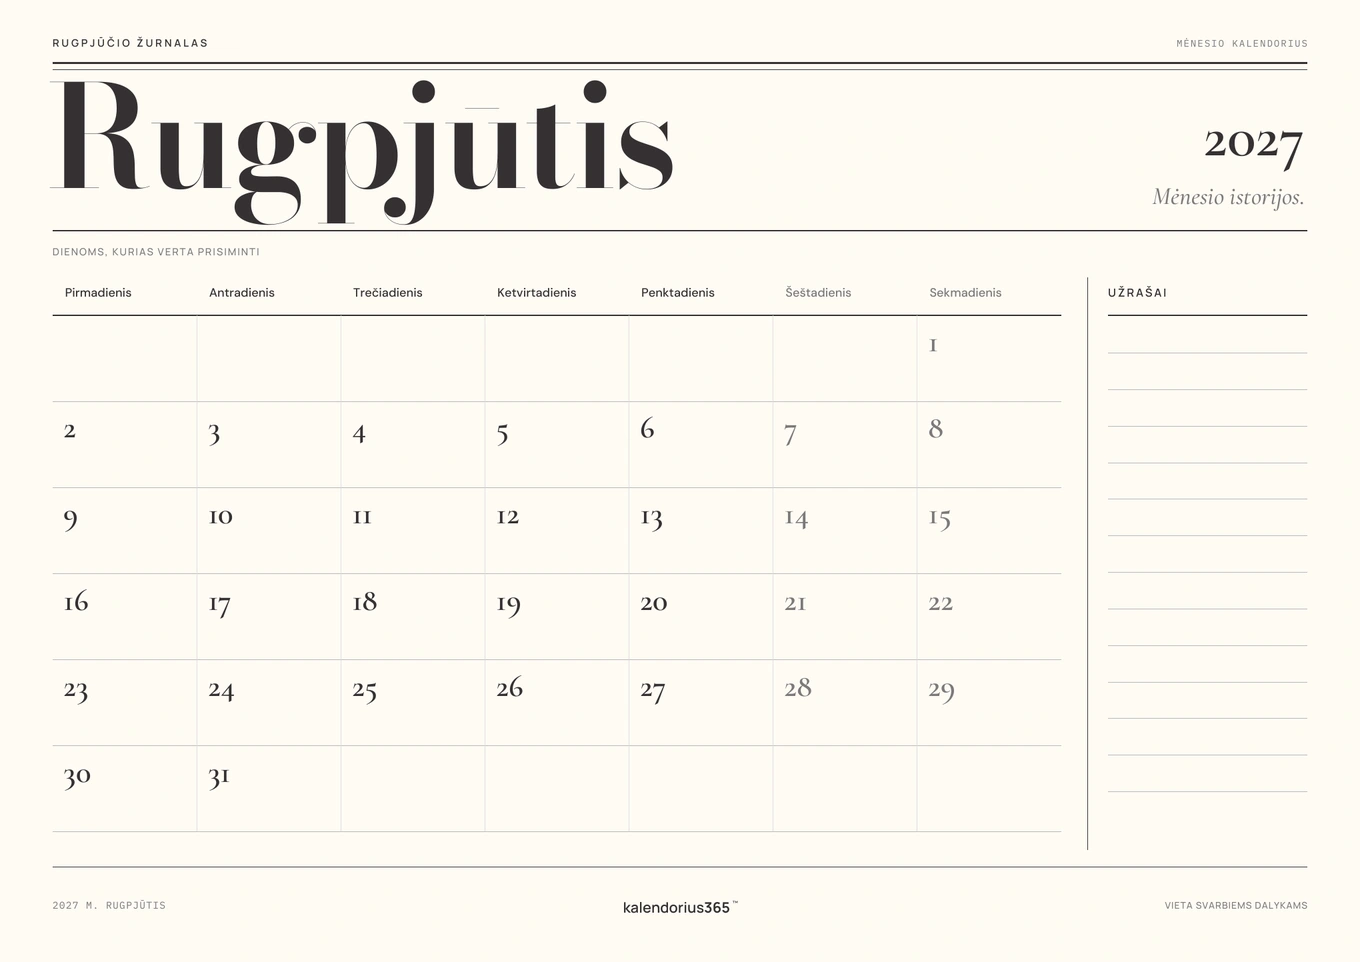 RUGPJŪČIO ŽURNALAS
MĖNESIO KALENDORIUS
Rugpjūtis
2027
Mėnesio istorijos.
DIENOMS, KURIAS VERTA PRISIMINTI
Pirmadienis Antradienis Trečiadienis Ketvirtadienis Penktadienis Šeštadienis Sekmadienis
UŽRAŠAI
1
2 3 4 5 6 7 8
9 10 11 12 13 14 15
16 17 18 19 20 21 22
23 24 25 26 27 28 29
30 31
2027 M. RUGPJŪTIS
kalendorius365™
VIETA SVARBIEMS DALYKAMS